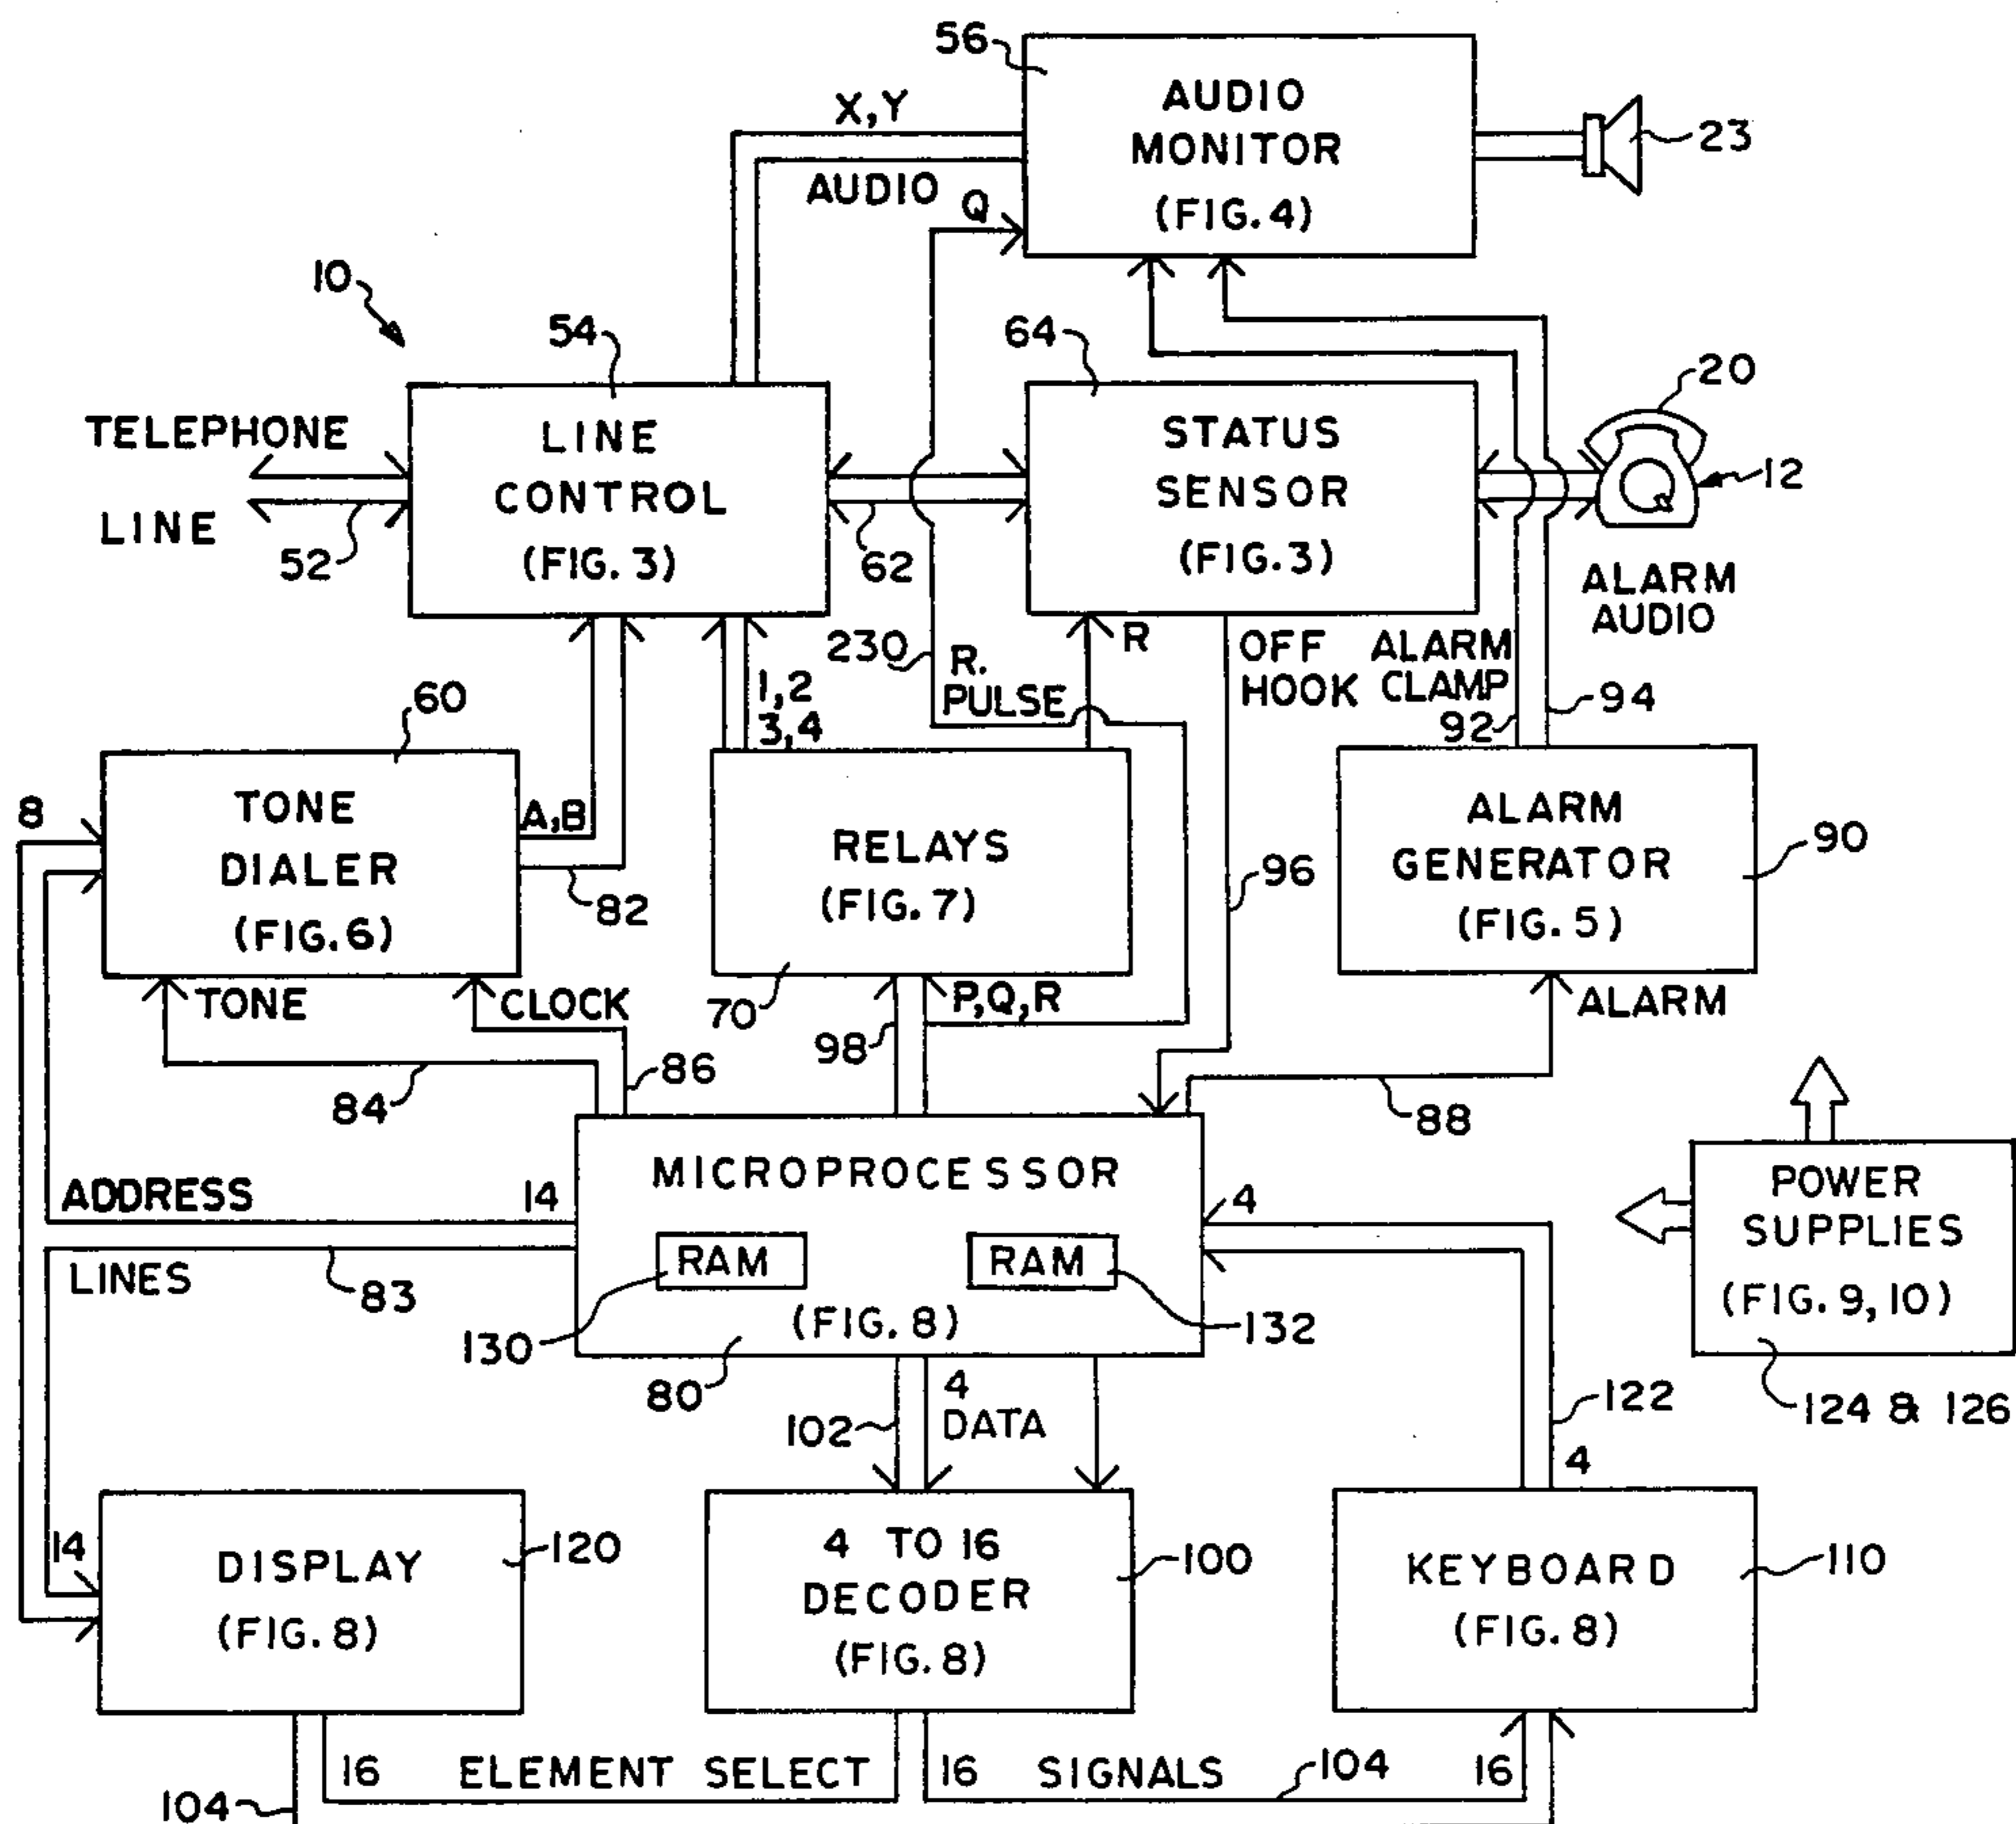 56
AUDIO
MONITOR
(FIG. 4)
23
X,Y
AUDIO
Q
10
54
LINE
CONTROL
(FIG. 3)
TELEPHONE
LINE
52
62
64
STATUS
SENSOR
(FIG. 3)
20
12
ALARM
AUDIO
230
R.
PULSE
R
OFF
HOOK
ALARM
CLAMP
92
94
1,2
3,4
60
8
TONE
DIALER
(FIG. 6)
A,B
82
RELAYS
(FIG. 7)
70
96
ALARM
GENERATOR
(FIG. 5)
90
TONE
CLOCK
84
86
98
P,Q,R
ALARM
88
ADDRESS
LINES
14
83
MICROPROCESSOR
RAM
RAM
(FIG. 8)
130
132
80
4
POWER
SUPPLIES
(FIG. 9, 10)
124 & 126
102
4
DATA
122
4
14
DISPLAY
(FIG. 8)
120
4 TO 16
DECODER
(FIG. 8)
100
KEYBOARD
(FIG. 8)
110
104
16
ELEMENT SELECT
16
SIGNALS
104
16